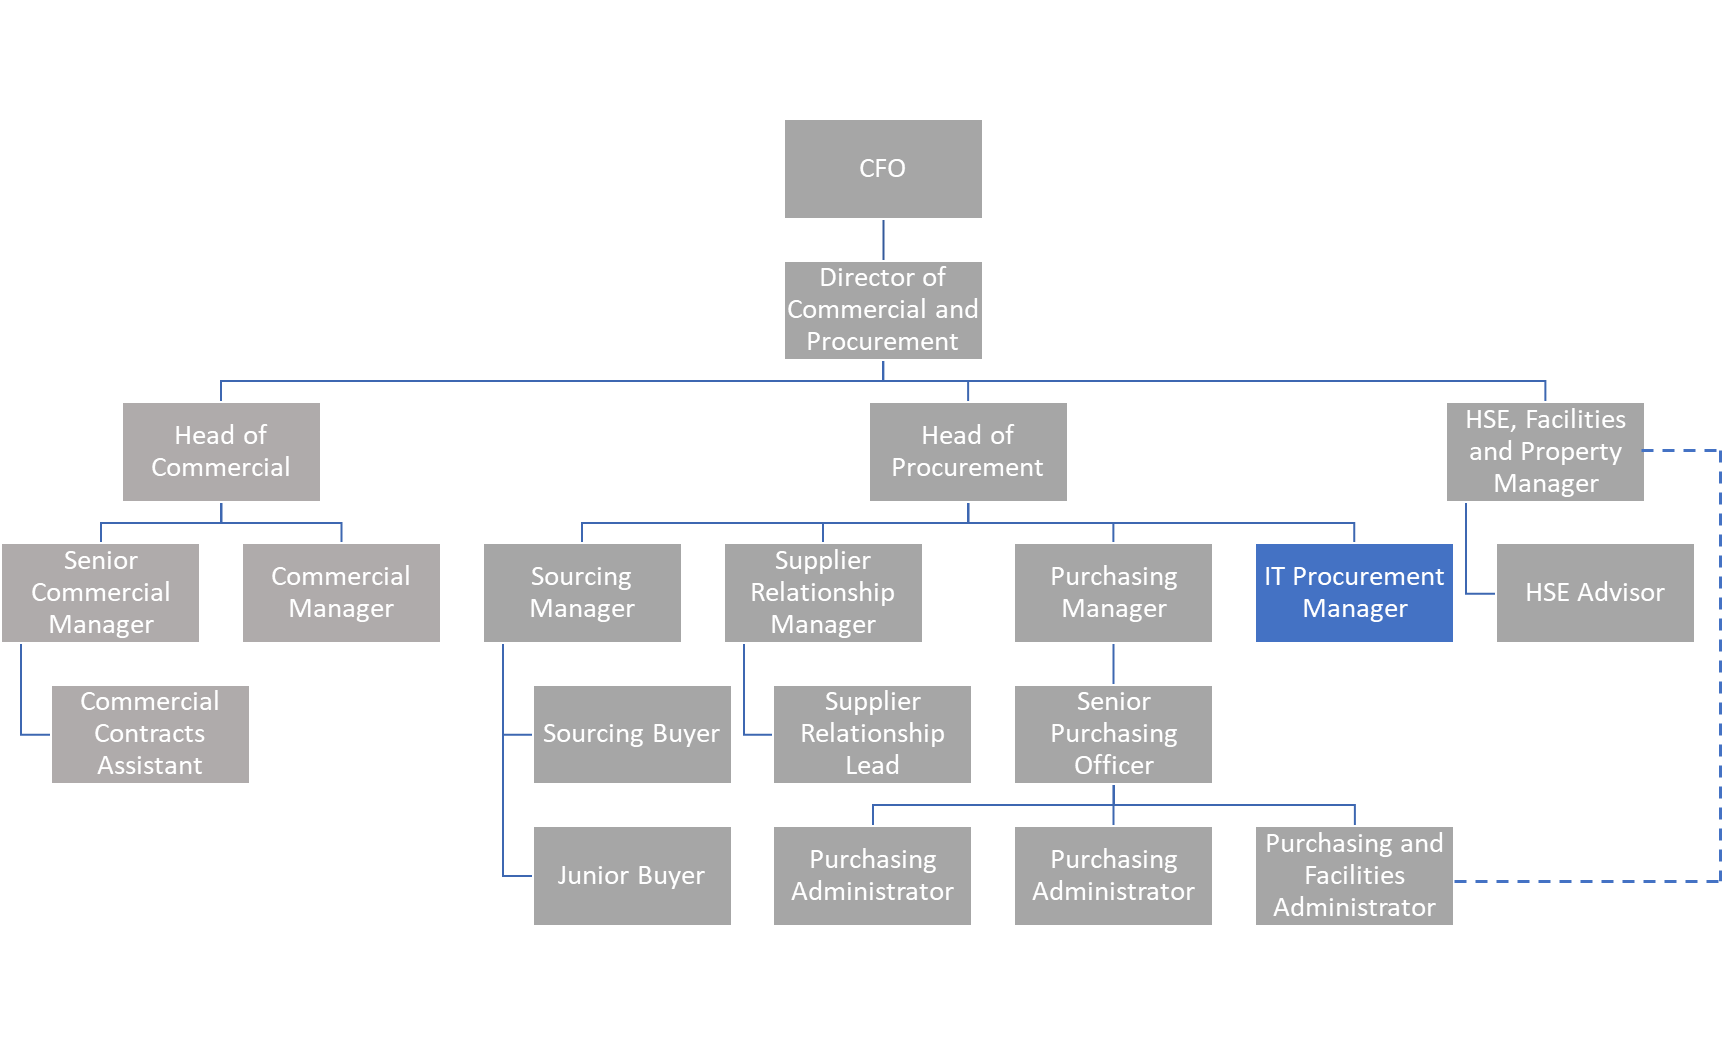 CFO
Director of
Commercial and
Procurement
Head of
Commercial
Head of
Procurement
HSE, Facilities
and Property
Manager
Senior
Commercial
Manager
Commercial
Manager
Sourcing
Manager
Supplier
Relationship
Manager
Purchasing
Manager
IT Procurement
Manager
HSE Advisor
Commercial
Contracts
Assistant
Sourcing Buyer
Supplier
Relationship
Lead
Senior
Purchasing
Officer
Junior Buyer
Purchasing
Administrator
Purchasing
Administrator
Purchasing and
Facilities
Administrator